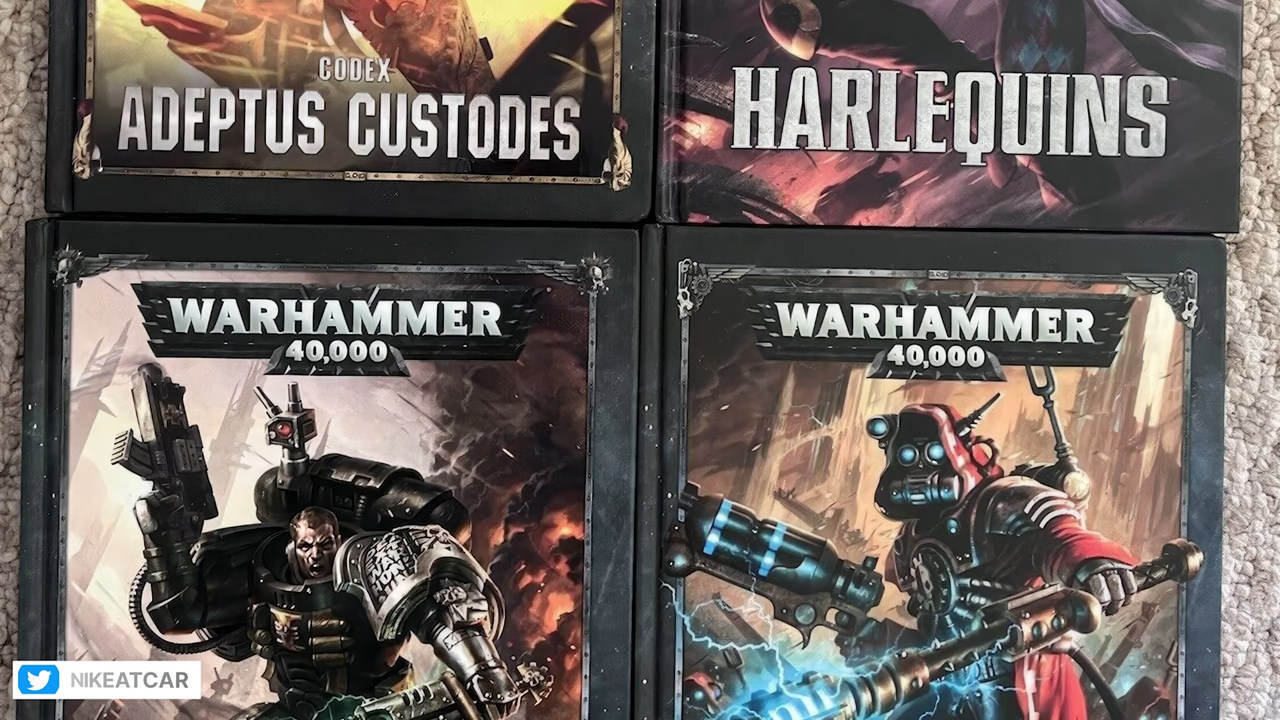 CODEX
ADEPTUS CUSTODES
HARLEQUINS
WARHAMMER
40,000
WARHAMMER
40,000
NIKEATCAR